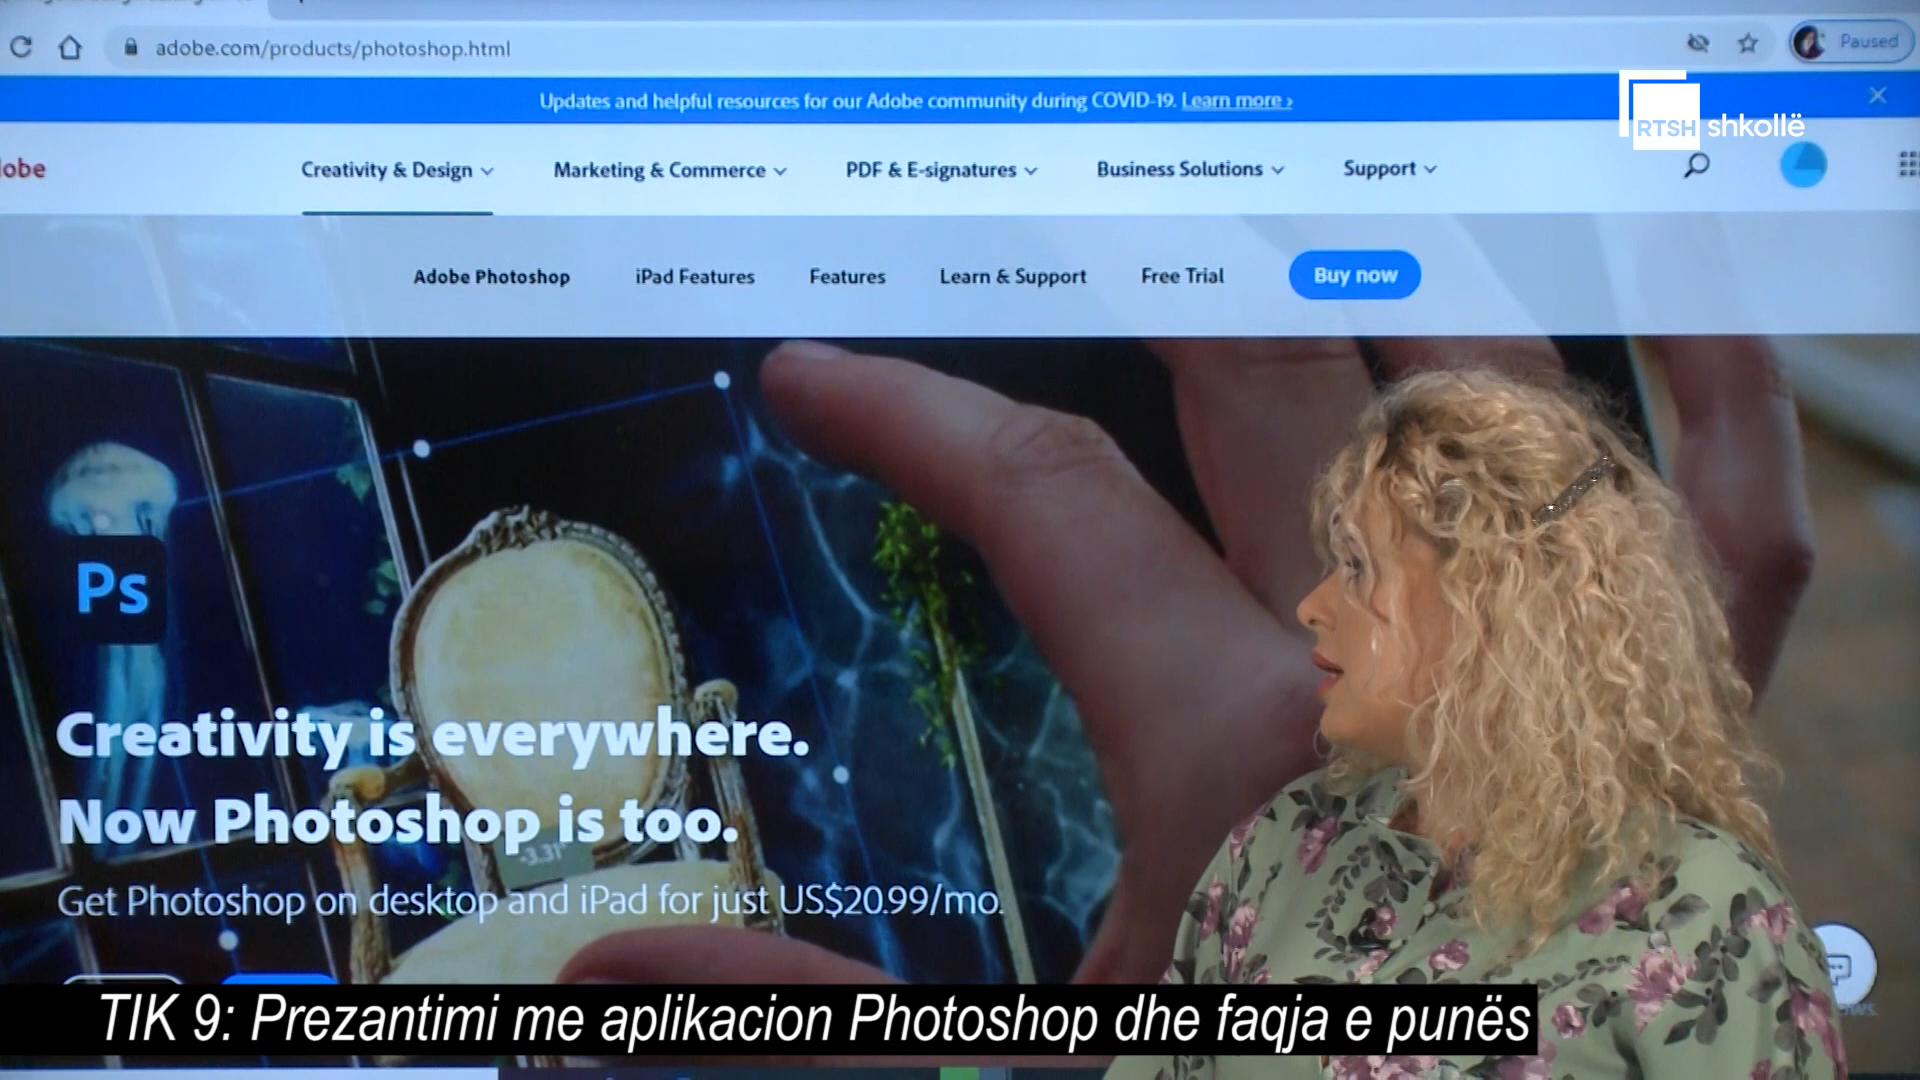 adobe.com/products/photoshop.html
Paused
Updates and helpful resources for our Adobe community during COVID-19. Learn more ›
RTSH shkollë
Creativity & Design Marketing & Commerce PDF & E-signatures Business Solutions Support
Adobe Photoshop iPad Features Features Learn & Support Free Trial Buy now
Ps
Creativity is everywhere.
Now Photoshop is too.
-3.31°
Get Photoshop on desktop and iPad for just US$20.99/mo.
TIK 9: Prezantimi me aplikacion Photoshop dhe faqja e punës